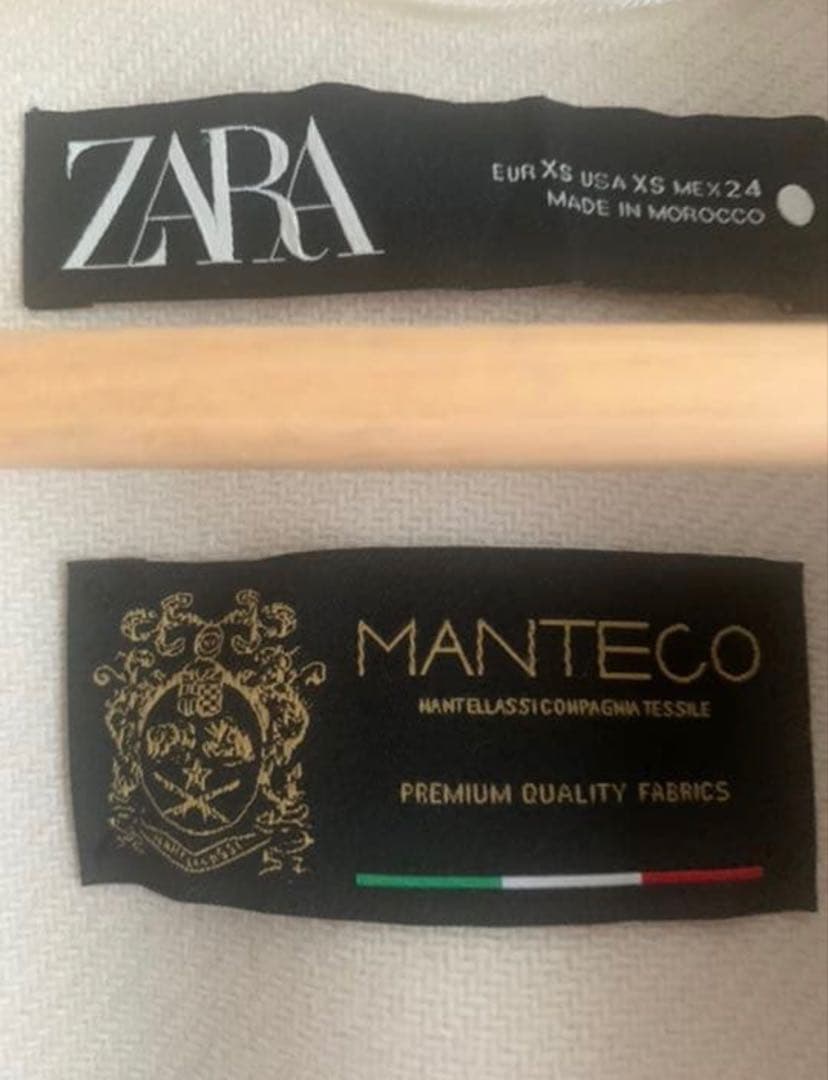 ZARA
EUR XS USA XS MEX 24
MADE IN MOROCCO
MANTECO
MANTELLASSI COMPAGNIA TESSILE
PREMIUM QUALITY FABRICS